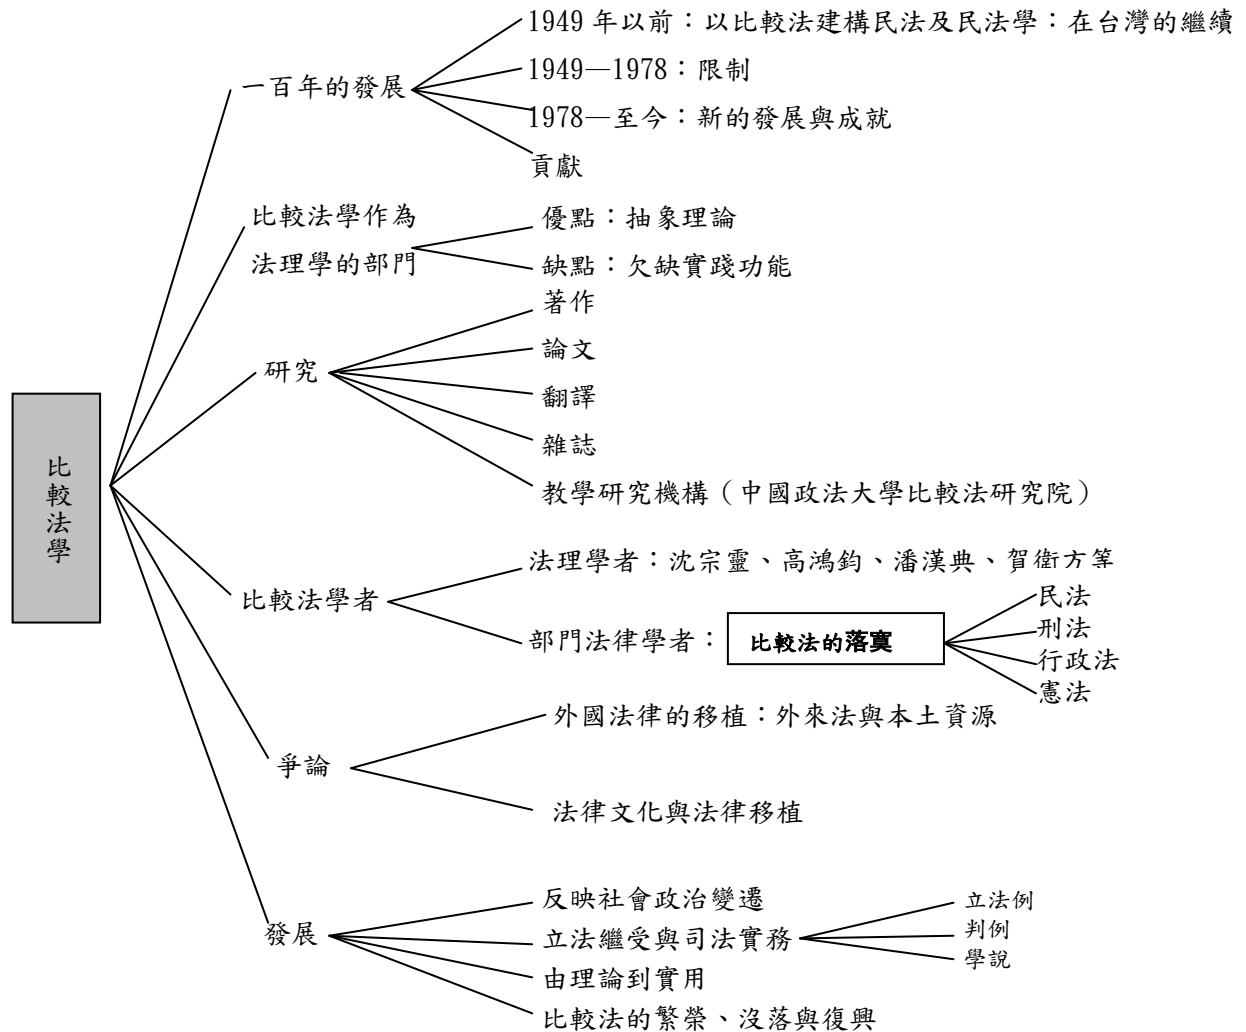 比較法學
一百年的發展
1949 年以前：以比較法建構民法及民法學：在台灣的繼續
1949—1978：限制
1978—至今：新的發展與成就
貢獻
比較法學作為
法理學的部門
優點：抽象理論
缺點：欠缺實踐功能
研究
著作
論文
翻譯
雜誌
教學研究機構（中國政法大學比較法研究院）
比較法學者
法理學者：沈宗靈、高鴻鈞、潘漢典、賀衛方等
部門法律學者：
比較法的落寞
民法
刑法
行政法
憲法
爭論
外國法律的移植：外來法與本土資源
法律文化與法律移植
發展
反映社會政治變遷
立法繼受與司法實務
立法例
判例
學說
由理論到實用
比較法的繁榮、沒落與復興